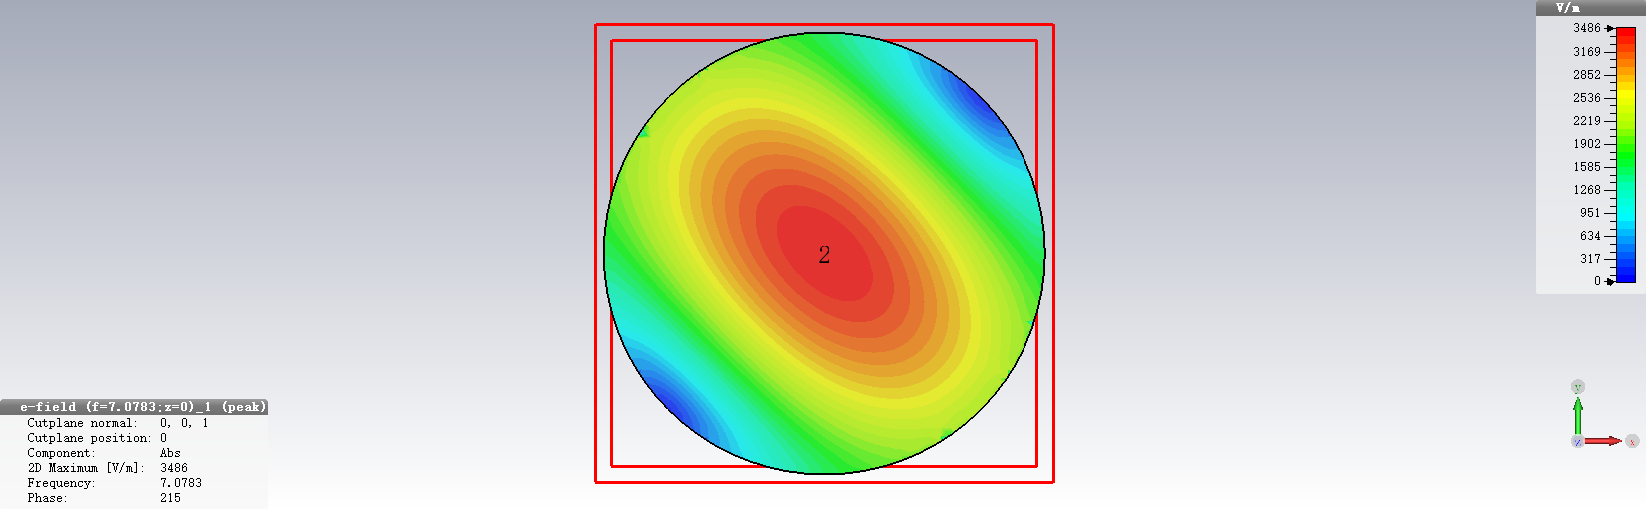 V/m
3486
3169
2852
2536
2219
1902
1585
1268
951
634
317
0
2
e-field (f=7.0783;z=0)_1 (peak)
Cutplane normal: 0, 0, 1
Cutplane position: 0
Component: Abs
2D Maximum [V/m]: 3486
Frequency: 7.0783
Phase: 215
y
z
x